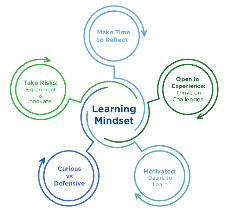 Make Time
to Reflect
Take Risks:
Experiment
&
Innovate
Open to
Experience:
Thrive on
Challenges
Learning
Mindset
Curious
vs
Defensive
Motivated:
Desire to
Learn